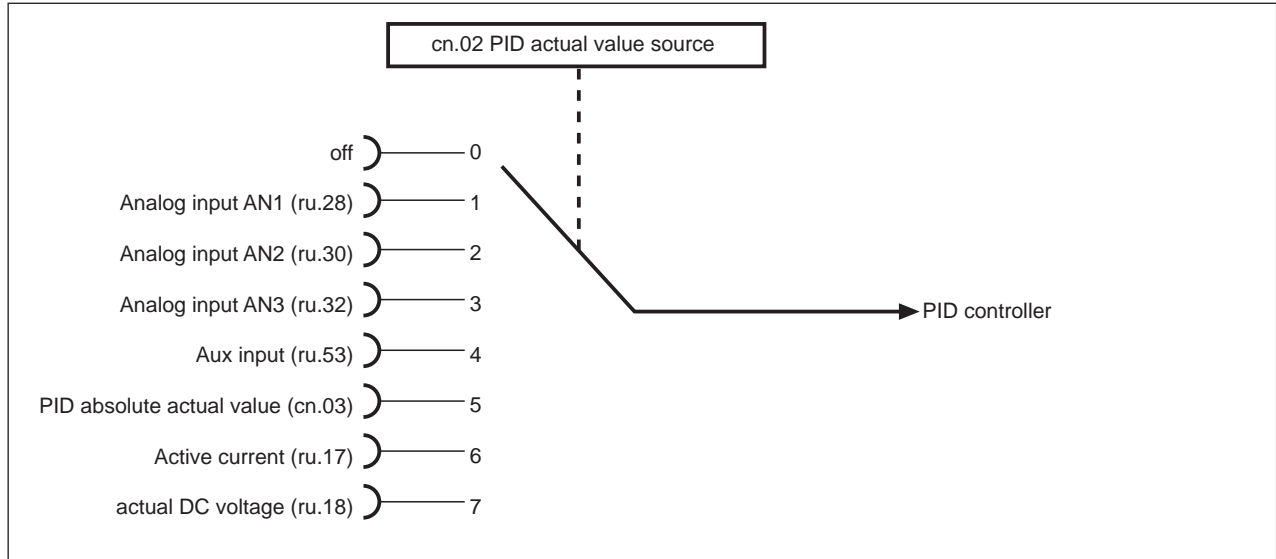 cn.02 PID actual value source
off 0
Analog input AN1 (ru.28) 1
Analog input AN2 (ru.30) 2
Analog input AN3 (ru.32) 3
Aux input (ru.53) 4
PID absolute actual value (cn.03) 5
Active current (ru.17) 6
actual DC voltage (ru.18) 7
PID controller